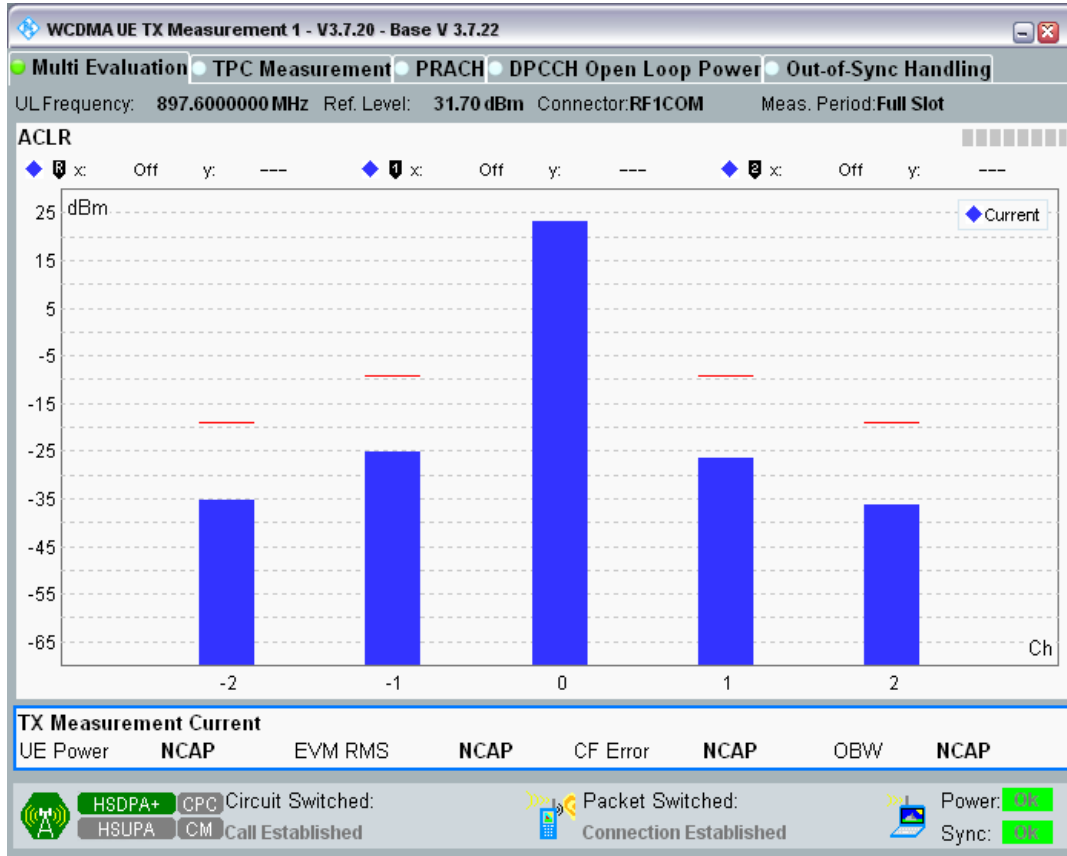 WCDMA UE TX Measurement 1 - V3.7.20 - Base V 3.7.22
Multi Evaluation TPC Measurement PRACH DPCCH Open Loop Power Out-of-Sync Handling
UL Frequency: 897.6000000 MHz Ref. Level: 31.70 dBm Connector:RF1COM Meas. Period:Full Slot
ACLR
R x: Off y: --- 1 x: Off y: --- 2 x: Off y: ---
dBm
Current
25
15
5
-5
-15
-25
-35
-45
-55
-65
Ch
-2 -1 0 1 2
TX Measurement Current
UE Power NCAP EVM RMS NCAP CF Error NCAP OBW NCAP
HSDPA+ CPC Circuit Switched: Packet Switched: Power: Ok
HSUPA CM Call Established Connection Established Sync: Ok